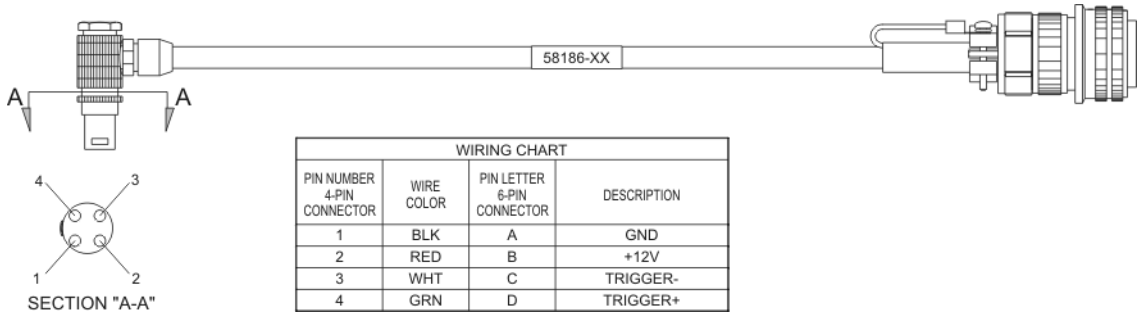 58186-XX
A A
4 3
1 2
SECTION "A-A"
WIRING CHART
PIN NUMBER 4-PIN CONNECTOR WIRE COLOR PIN LETTER 6-PIN CONNECTOR DESCRIPTION
1 BLK A GND
2 RED B +12V
3 WHT C TRIGGER-
4 GRN D TRIGGER+